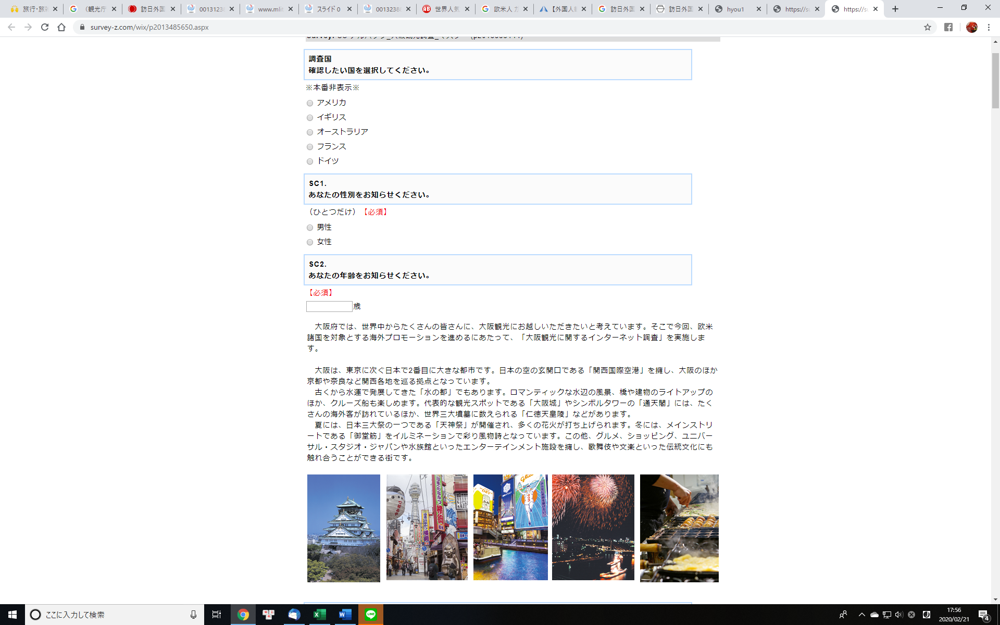 旅行･旅
（観光庁
訪日外国
0013123
www.mlit
スライド 0
0013238
世界人気
欧米人 ガ
【外国人
訪日外国
訪日外国
hyou1
https://s
https://s
survey-z.com/wix/p2013485650.aspx
調査国
確認したい国を選択してください。
※本番非表示※
アメリカ
イギリス
オーストラリア
フランス
ドイツ
SC1.
あなたの性別をお知らせください。
（ひとつだけ）【必須】
男性
女性
SC2.
あなたの年齢をお知らせください。
【必須】
歳
大阪府では、世界中からたくさんの皆さんに、大阪観光にお越しいただきたいと考えています。そこで今回、欧米
諸国を対象とする海外プロモーションを進めるにあたって、「大阪観光に関するインターネット調査」を実施しま
す。
大阪は、東京に次ぐ日本で2番目に大きな都市です。日本の空の玄関口である「関西国際空港」を擁し、大阪のほか
京都や奈良など関西各地を巡る拠点となっています。
古くから水運で発展してきた「水の都」でもあります。ロマンティックな水辺の風景、橋や建物のライトアップの
ほか、クルーズ船も楽しめます。代表的な観光スポットである「大阪城」やシンボルタワーの「通天閣」には、たく
さんの海外客が訪れているほか、世界三大墳墓に数えられる「仁徳天皇陵」などがあります。
夏には、日本三大祭の一つである「天神祭」が開催され、多くの花火が打ち上げられます。冬には、メインストリ
ートである「御堂筋」をイルミネーションで彩り風物詩となっています。この他、グルメ、ショッピング、ユニバー
サル・スタジオ・ジャパンや水族館といったエンターテインメント施設を擁し、歌舞伎や文楽といった伝統文化にも
触れ合うことができる街です。
ここに入力して検索
17:56
2020/02/21
4